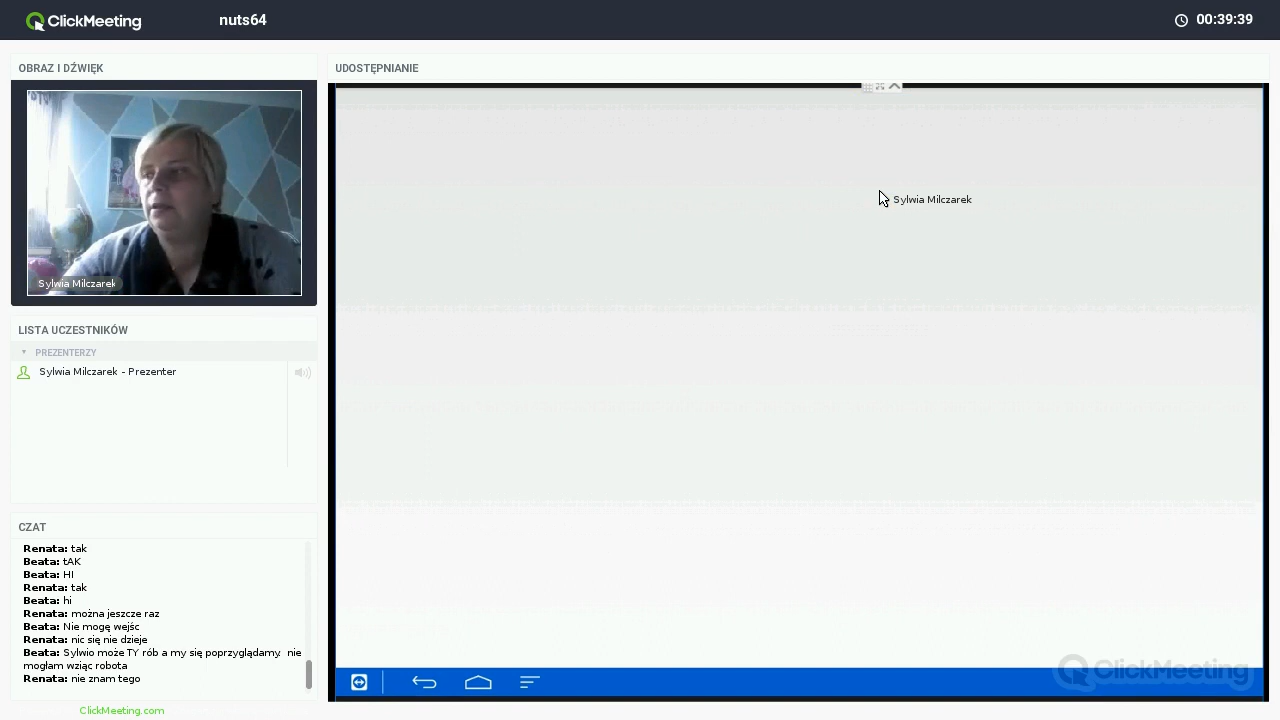 ClickMeeting
nuts64
00:39:39
OBRAZ I DŹWIĘK
Sylwia Milczarek
LISTA UCZESTNIKÓW
PREZENTERZY
Sylwia Milczarek - Prezenter
CZAT
Renata: tak
Beata: tAK
Beata: HI
Renata: tak
Beata: hi
Renata: można jeszcze raz
Beata: Nie mogę wejśc
Renata: nic się nie dzieje
Beata: Sylwio może TY rób a my się poprzyglądamy. nie
mogłam wziąc robota
Renata: nie znam tego
ClickMeeting.com
UDOSTĘPNIANIE
Sylwia Milczarek
ClickMeeting